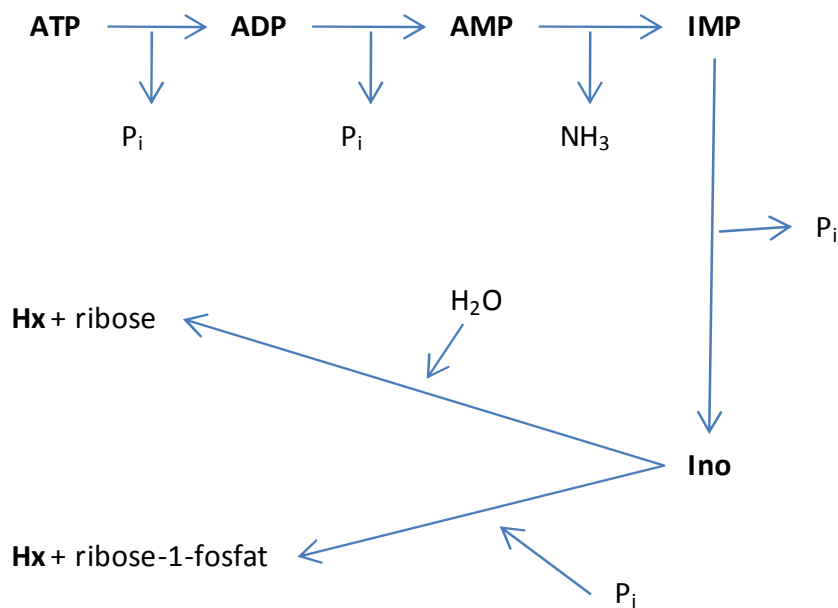 ATP ADP AMP IMP
Pᵢ Pᵢ NH₃
Pᵢ
H₂O
Hx + ribose
Ino
Hx + ribose-1-fosfat
Pᵢ